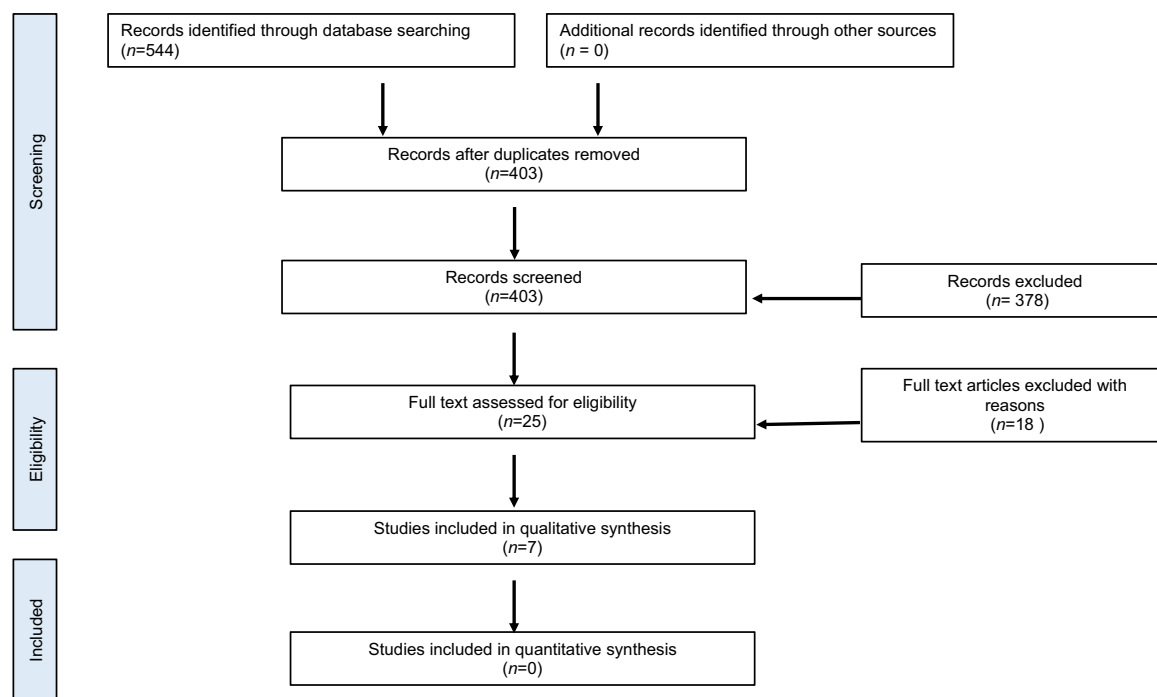 Records identified through database searching
(n=544)
Additional records identified through other sources
(n = 0)
Screening
Records after duplicates removed
(n=403)
Records screened
(n=403)
Records excluded
(n= 378)
Eligibility
Full text assessed for eligibility
(n=25)
Full text articles excluded with
reasons
(n=18 )
Studies included in qualitative synthesis
(n=7)
Included
Studies included in quantitative synthesis
(n=0)